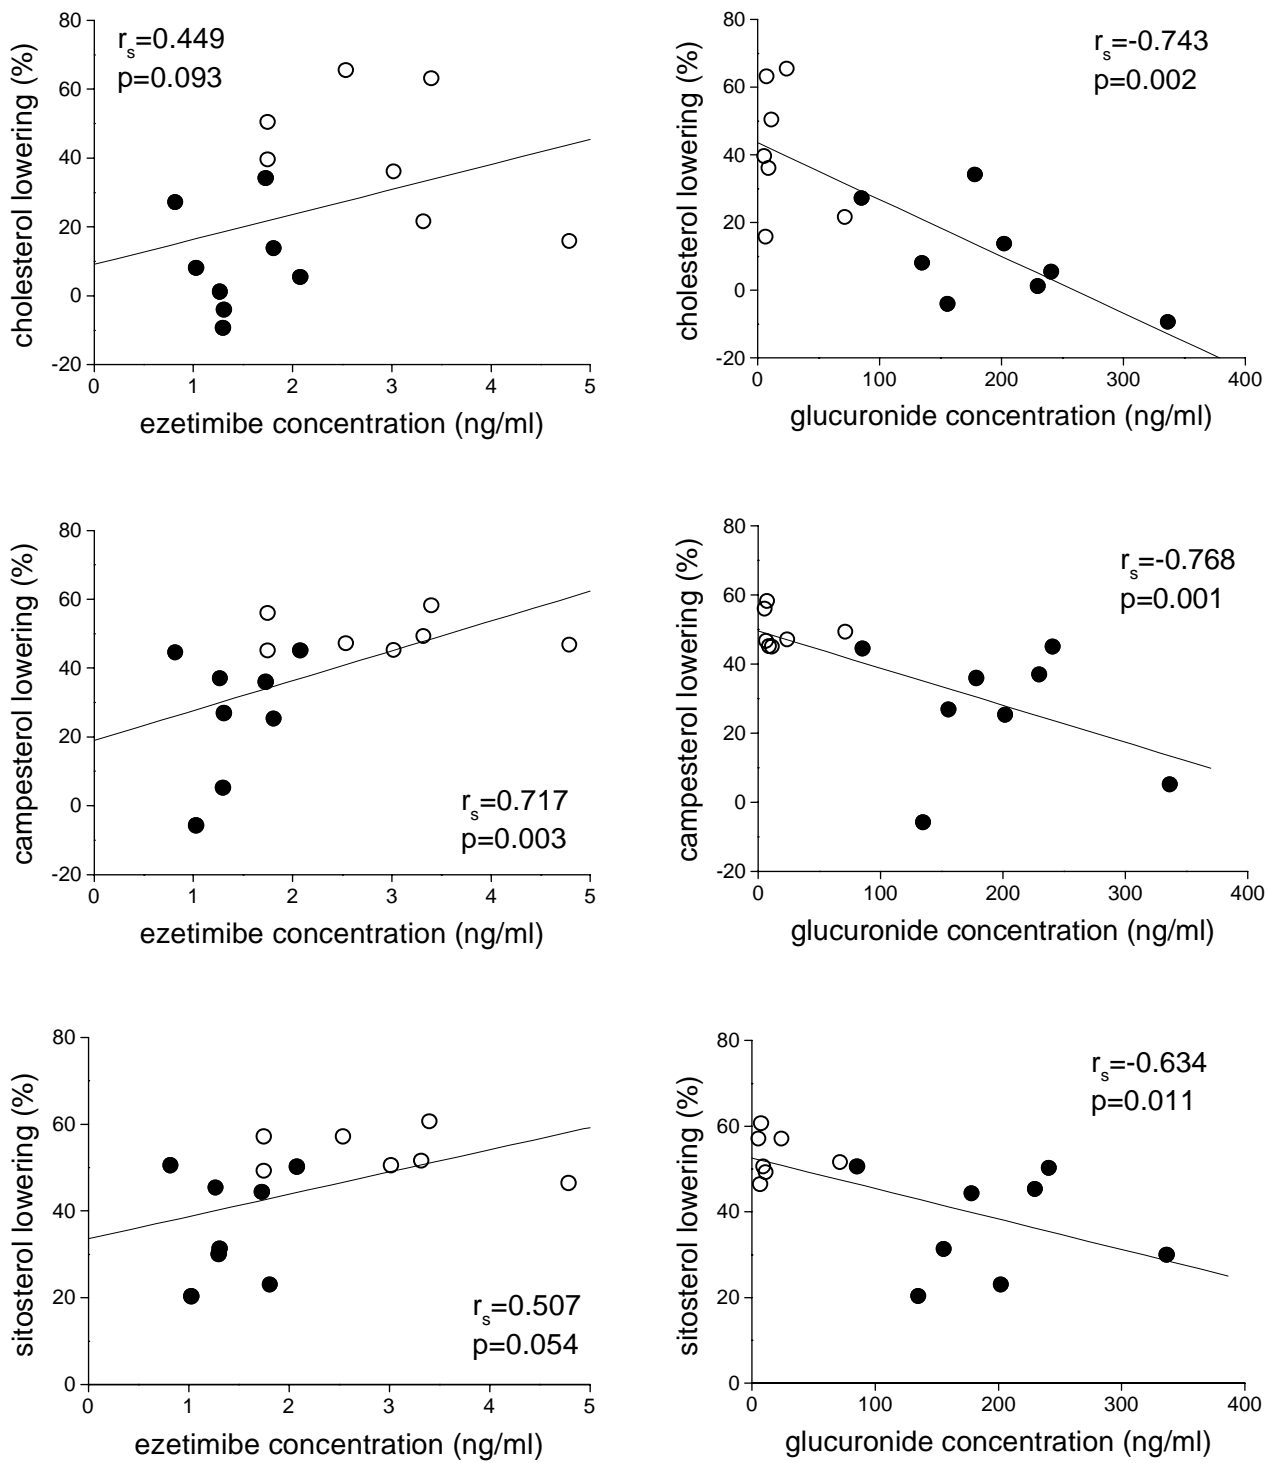 r_s=0.449
p=0.093
80
60
40
20
0
-20
cholesterol lowering (%)
0 1 2 3 4 5
ezetimibe concentration (ng/ml)
r_s=-0.743
p=0.002
80
60
40
20
0
-20
cholesterol lowering (%)
0 100 200 300 400
glucuronide concentration (ng/ml)
80
60
40
20
0
-20
campesterol lowering (%)
r_s=0.717
p=0.003
0 1 2 3 4 5
ezetimibe concentration (ng/ml)
r_s=-0.768
p=0.001
80
60
40
20
0
-20
campesterol lowering (%)
0 100 200 300 400
glucuronide concentration (ng/ml)
80
60
40
20
0
sitosterol lowering (%)
r_s=0.507
p=0.054
0 1 2 3 4 5
ezetimibe concentration (ng/ml)
r_s=-0.634
p=0.011
80
60
40
20
0
sitosterol lowering (%)
0 100 200 300 400
glucuronide concentration (ng/ml)